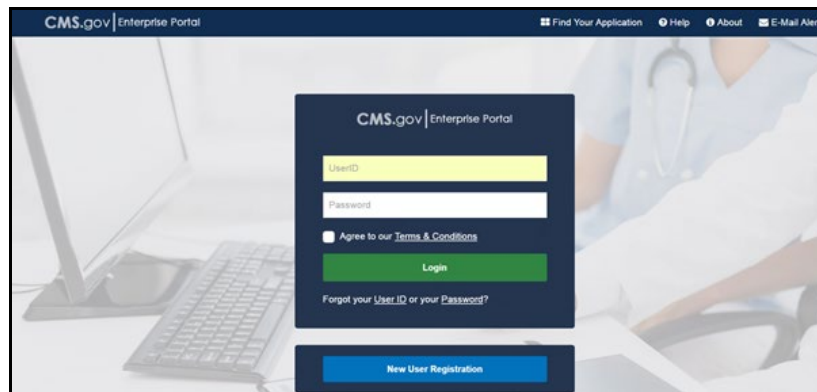 CMS.gov | Enterprise Portal
Find Your Application Help About E-Mail Aler
CMS.gov | Enterprise Portal
UserID
Password
Agree to our Terms & Conditions
Login
Forgot your User ID or your Password?
New User Registration